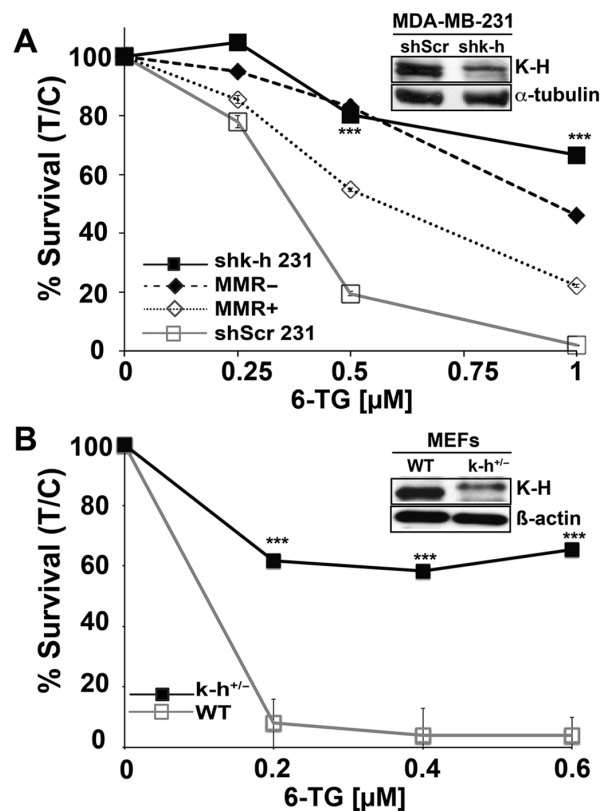 A
MDA-MB-231
shScr shk-h
K-H
α-tubulin
% Survival (T/C)
100
80
60
40
20
0
***
***
shk-h 231
MMR–
MMR+
shScr 231
0 0.25 0.5 0.75 1
6-TG [µM]
B
MEFs
WT k-h+/–
K-H
ß-actin
% Survival (T/C)
100
80
60
40
20
0
***
***
***
k-h+/–
WT
0 0.2 0.4 0.6
6-TG [µM]